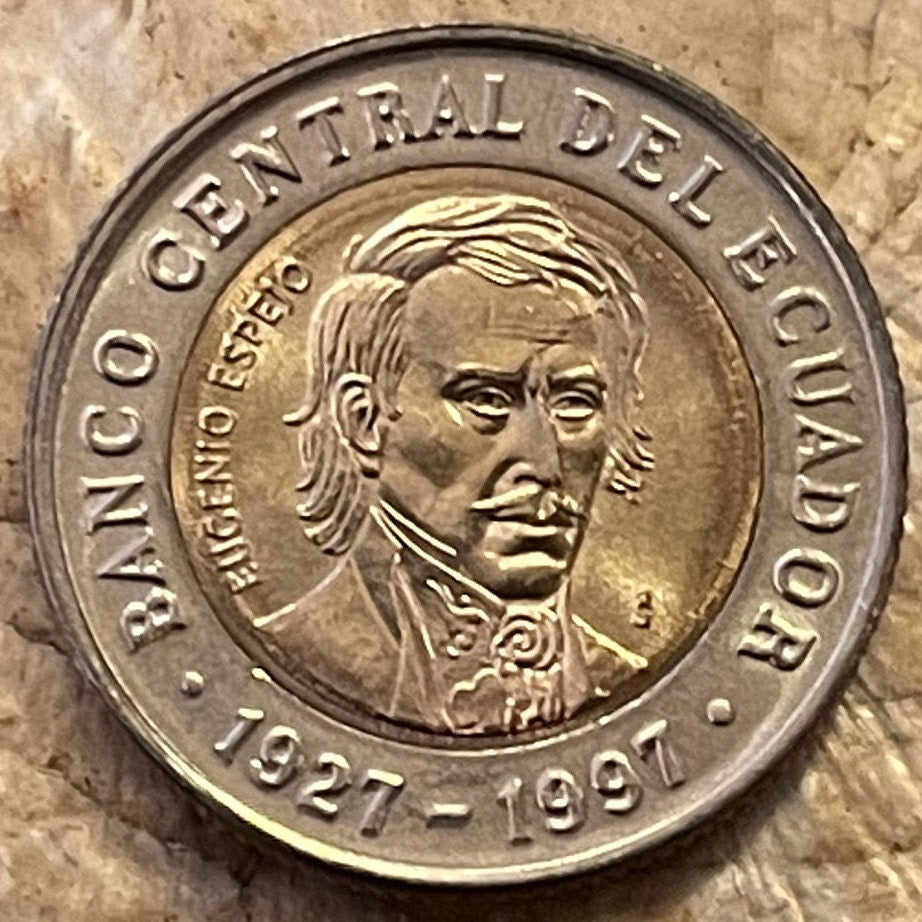 BANCO CENTRAL DEL ECUADOR
EUGENIO ESPEJO
· 1927 - 1997 ·